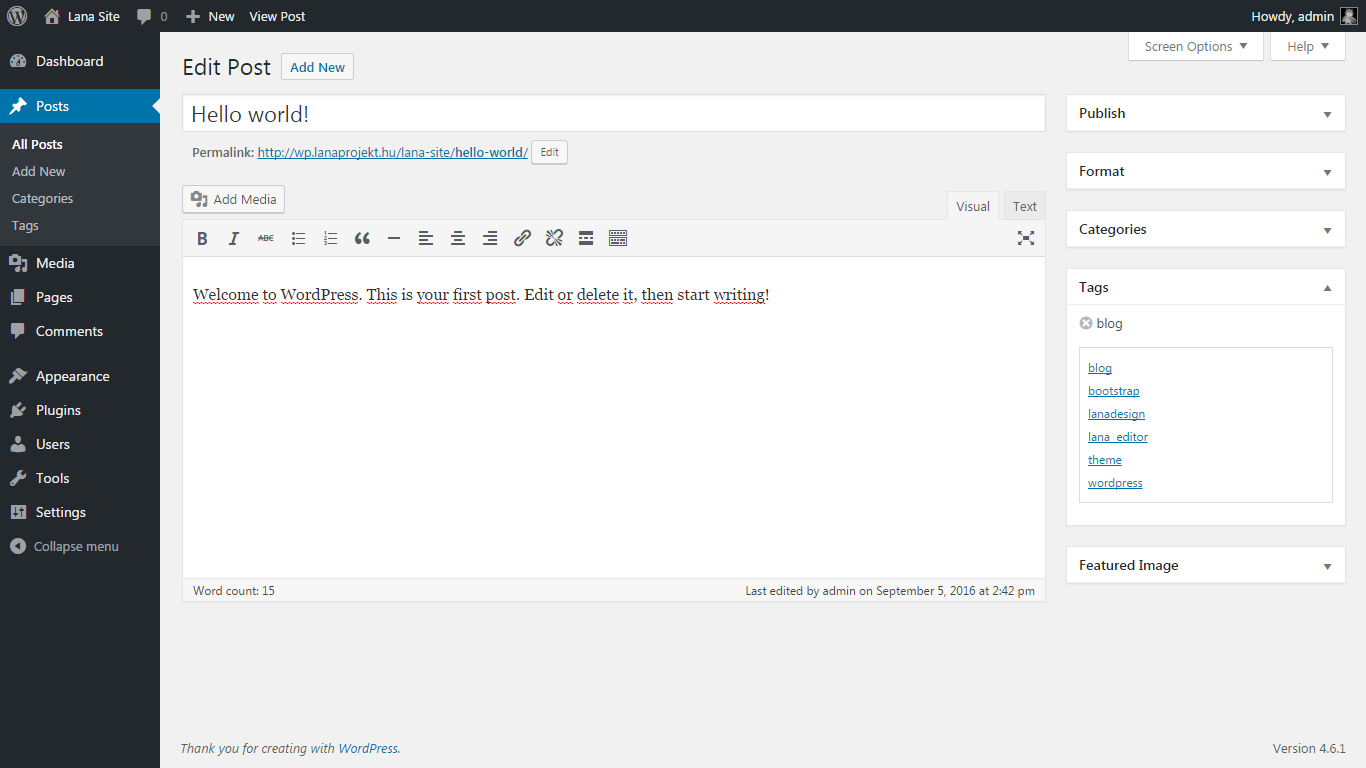 Lana Site 0 New View Post Howdy, admin
Dashboard
Posts
All Posts
Add New
Categories
Tags
Media
Pages
Comments
Appearance
Plugins
Users
Tools
Settings
Collapse menu
Screen Options Help
Edit Post Add New
Hello world!
Permalink: http://wp.lanaprojekt.hu/lana-site/hello-world/ Edit
Add Media
Visual Text
B I ABC
Welcome to WordPress. This is your first post. Edit or delete it, then start writing!
Word count: 15 Last edited by admin on September 5, 2016 at 2:42 pm
Publish
Format
Categories
Tags
blog
blog
bootstrap
lanadesign
lana_editor
theme
wordpress
Featured Image
Thank you for creating with WordPress. Version 4.6.1